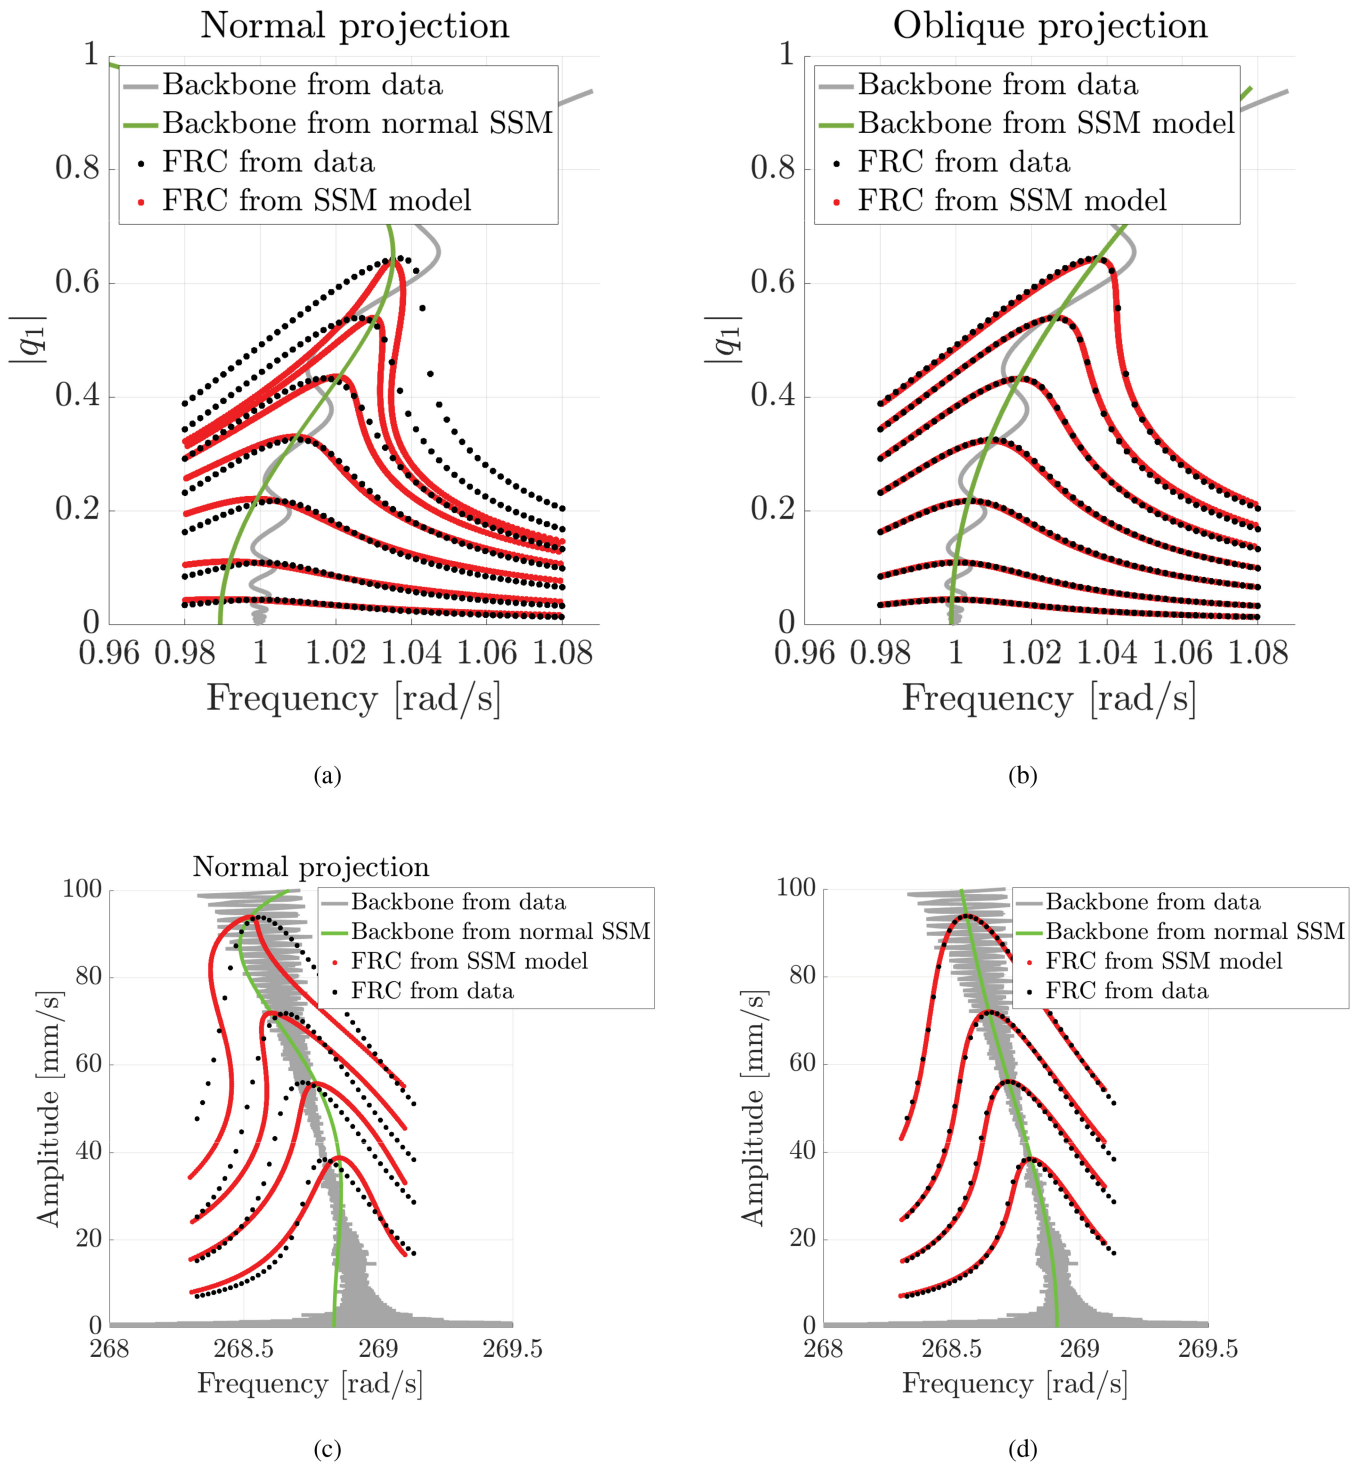 Normal projection
1
0.8
0.6
0.4
0.2
0
|q1|
Backbone from data
Backbone from normal SSM
FRC from data
FRC from SSM model
0.96 0.98 1 1.02 1.04 1.06 1.08
Frequency [rad/s]
(a)
Oblique projection
1
0.8
0.6
0.4
0.2
0
|q1|
Backbone from data
Backbone from SSM model
FRC from data
FRC from SSM model
0.96 0.98 1 1.02 1.04 1.06 1.08
Frequency [rad/s]
(b)
Normal projection
100
80
60
40
20
0
Amplitude [mm/s]
Backbone from data
Backbone from normal SSM
FRC from SSM model
FRC from data
268 268.5 269 269.5
Frequency [rad/s]
(c)
100
80
60
40
20
0
Amplitude [mm/s]
Backbone from data
Backbone from normal SSM
FRC from SSM model
FRC from data
268 268.5 269 269.5
Frequency [rad/s]
(d)